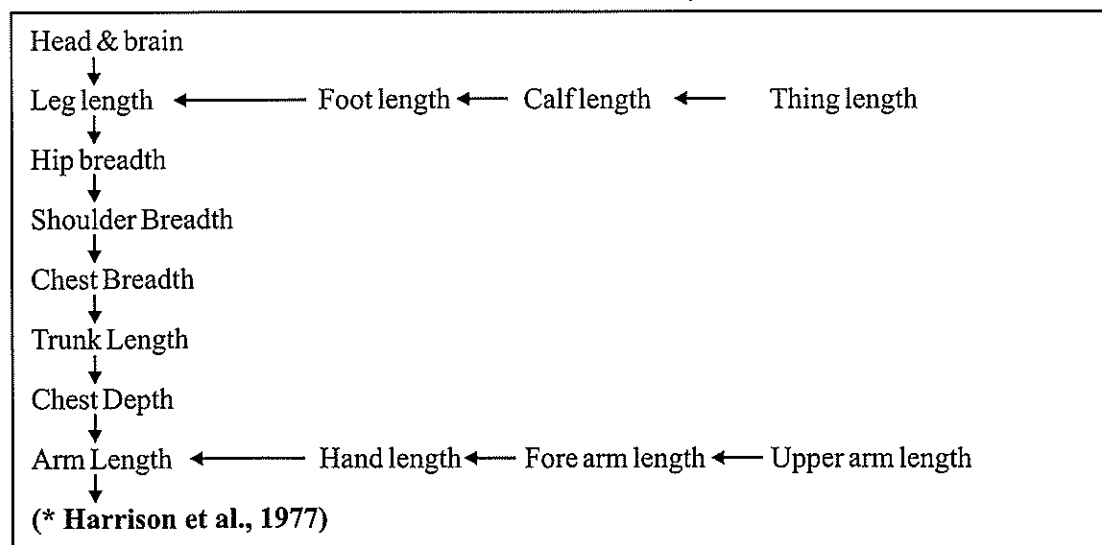 Head & brain
Leg length Foot length Calf length Thing length
Hip breadth
Shoulder Breadth
Chest Breadth
Trunk Length
Chest Depth
Arm Length Hand length Fore arm length Upper arm length
(* Harrison et al., 1977)